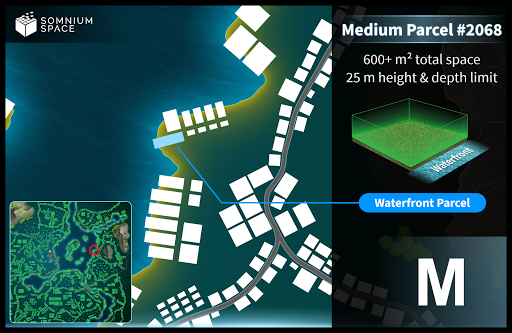 SOMNIUM
SPACE
Medium Parcel #2068
600+ m² total space
25 m height & depth limit
Waterfront
Waterfront Parcel
M